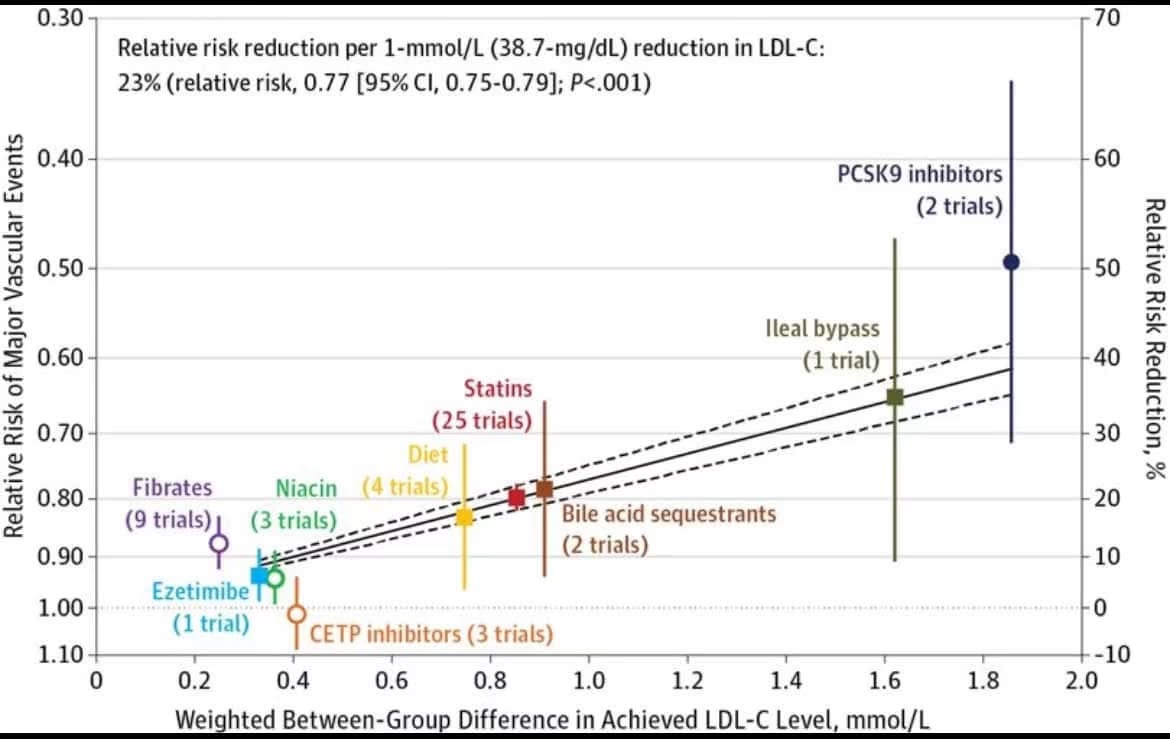 Relative risk reduction per 1-mmol/L (38.7-mg/dL) reduction in LDL-C:
23% (relative risk, 0.77 [95% CI, 0.75-0.79]; P<.001)
Relative Risk of Major Vascular Events
0.30
0.40
0.50
0.60
0.70
0.80
0.90
1.00
1.10
PCSK9 inhibitors
(2 trials)
Ileal bypass
(1 trial)
Statins
(25 trials)
Diet
(4 trials)
Fibrates
(9 trials)
Niacin
(3 trials)
Bile acid sequestrants
(2 trials)
Ezetimibe
(1 trial)
CETP inhibitors (3 trials)
70
60
50
40
30
20
10
0
-10
Relative Risk Reduction, %
0 0.2 0.4 0.6 0.8 1.0 1.2 1.4 1.6 1.8 2.0
Weighted Between-Group Difference in Achieved LDL-C Level, mmol/L